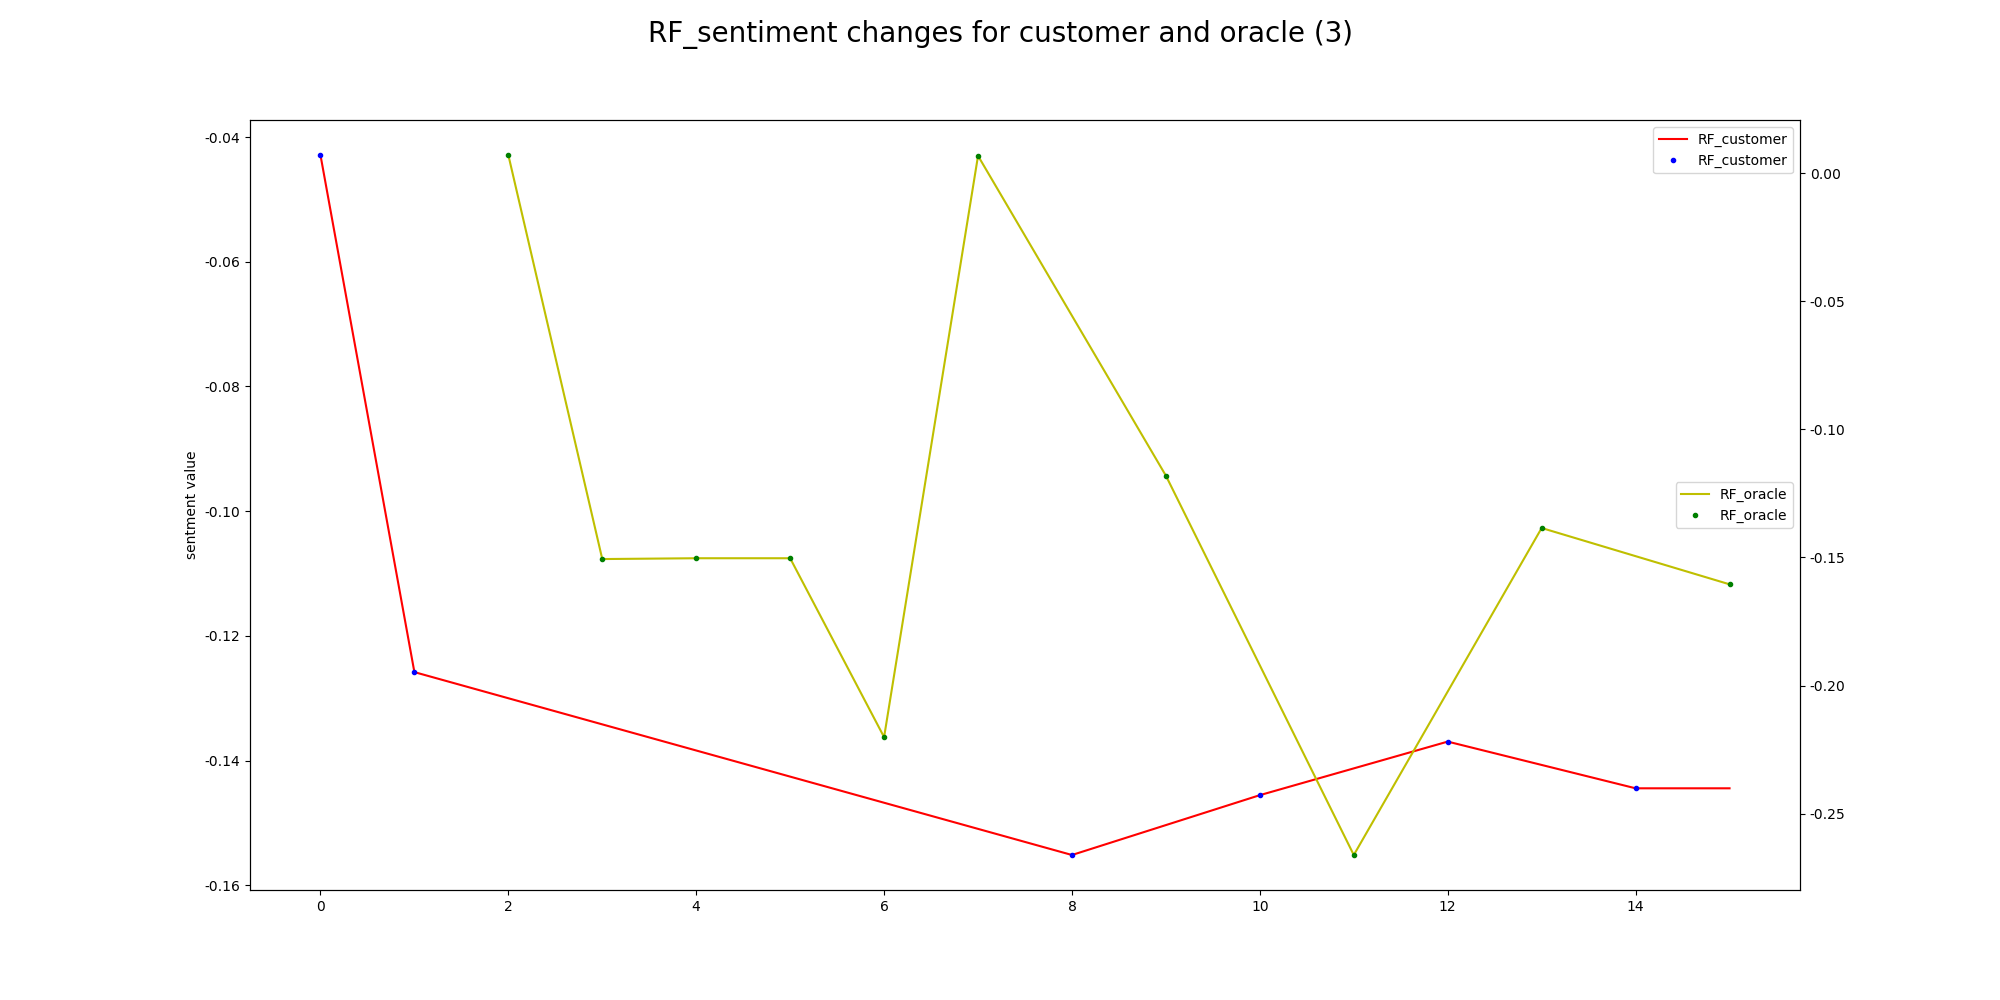 RF_sentiment changes for customer and oracle (3)
-0.04
-0.06
-0.08
-0.10
-0.12
-0.14
-0.16
sentment value
RF_customer
RF_customer
RF_oracle
RF_oracle
0.00
-0.05
-0.10
-0.15
-0.20
-0.25
0 2 4 6 8 10 12 14